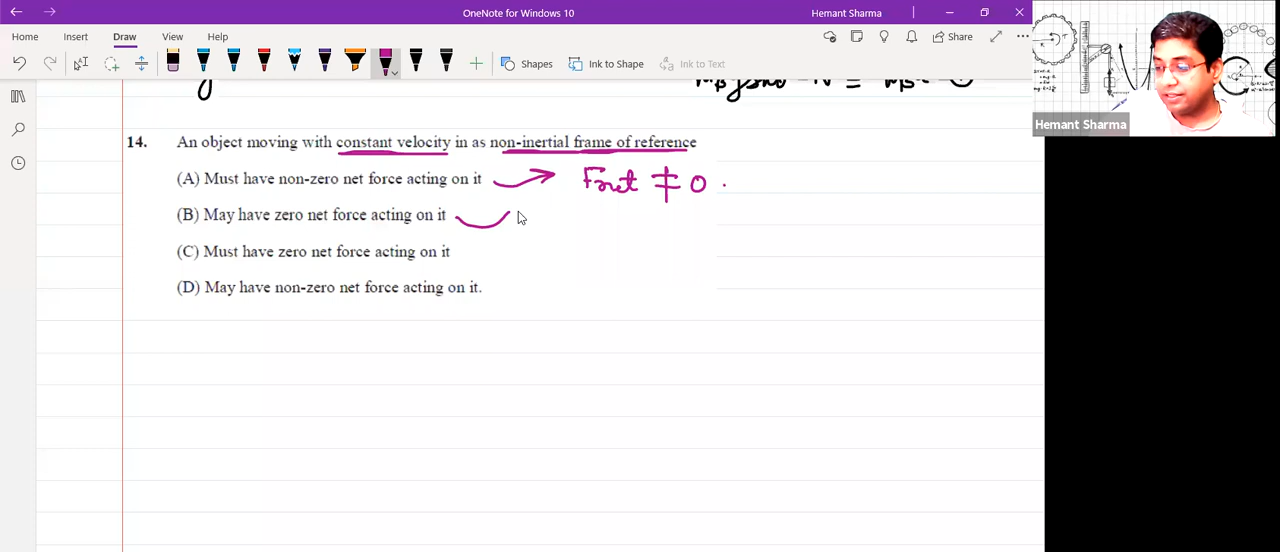 OneNote for Windows 10
Hemant Sharma
Home Insert Draw View Help
Share
Shapes
Ink to Shape
Ink to Text
14. An object moving with constant velocity in as non-inertial frame of reference
(A) Must have non-zero net force acting on it
Fnet ≠ 0.
(B) May have zero net force acting on it
(C) Must have zero net force acting on it
(D) May have non-zero net force acting on it.
Hemant Sharma